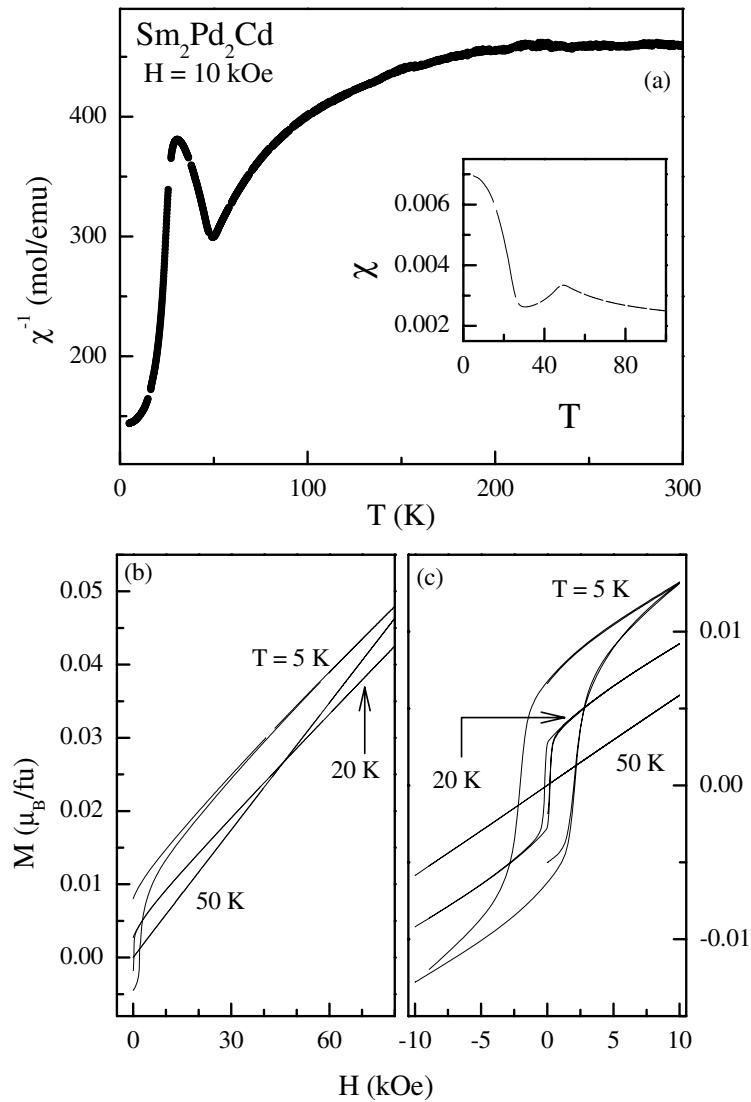 Sm₂Pd₂Cd
H = 10 kOe
(a)
400
300
200
χ⁻¹ (mol/emu)
0
100
200
300
T (K)
0.006
0.004
0.002
χ
0
40
80
T
(b)
0.05
0.04
0.03
0.02
0.01
0.00
M (μ_B/fu)
T = 5 K
20 K
50 K
0
30
60
(c)
T = 5 K
20 K
50 K
0.01
0.00
-0.01
-10
-5
0
5
10
H (kOe)